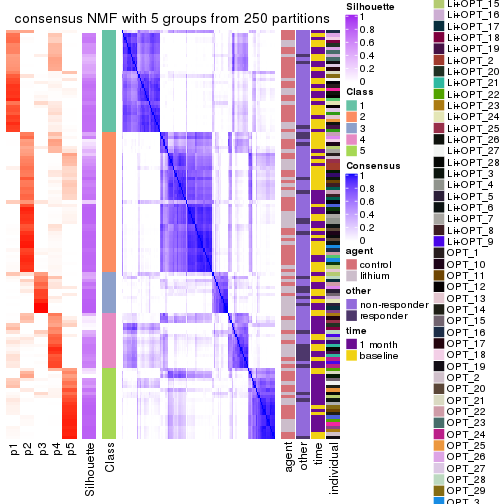 consensus NMF with 5 groups from 250 partitions
p1
p2
p3
p4
p5
Silhouette
Class
agent
other
time
individual
Silhouette
1
0.8
0.6
0.4
0.2
0
Class
1
2
3
4
5
Consensus
1
0.8
0.6
0.4
0.2
0
agent
control
lithium
other
non-responder
responder
time
1 month
baseline
Li+OPT_15
Li+OPT_16
Li+OPT_17
Li+OPT_18
Li+OPT_19
Li+OPT_2
Li+OPT_20
Li+OPT_21
Li+OPT_22
Li+OPT_23
Li+OPT_24
Li+OPT_25
Li+OPT_26
Li+OPT_27
Li+OPT_28
Li+OPT_4
Li+OPT_5
Li+OPT_6
Li+OPT_7
Li+OPT_8
Li+OPT_9
OPT_1
OPT_10
OPT_11
OPT_12
OPT_13
OPT_14
OPT_15
OPT_16
OPT_17
OPT_18
OPT_19
OPT_2
OPT_20
OPT_21
OPT_22
OPT_23
OPT_24
OPT_25
OPT_26
OPT_27
OPT_28
OPT_3